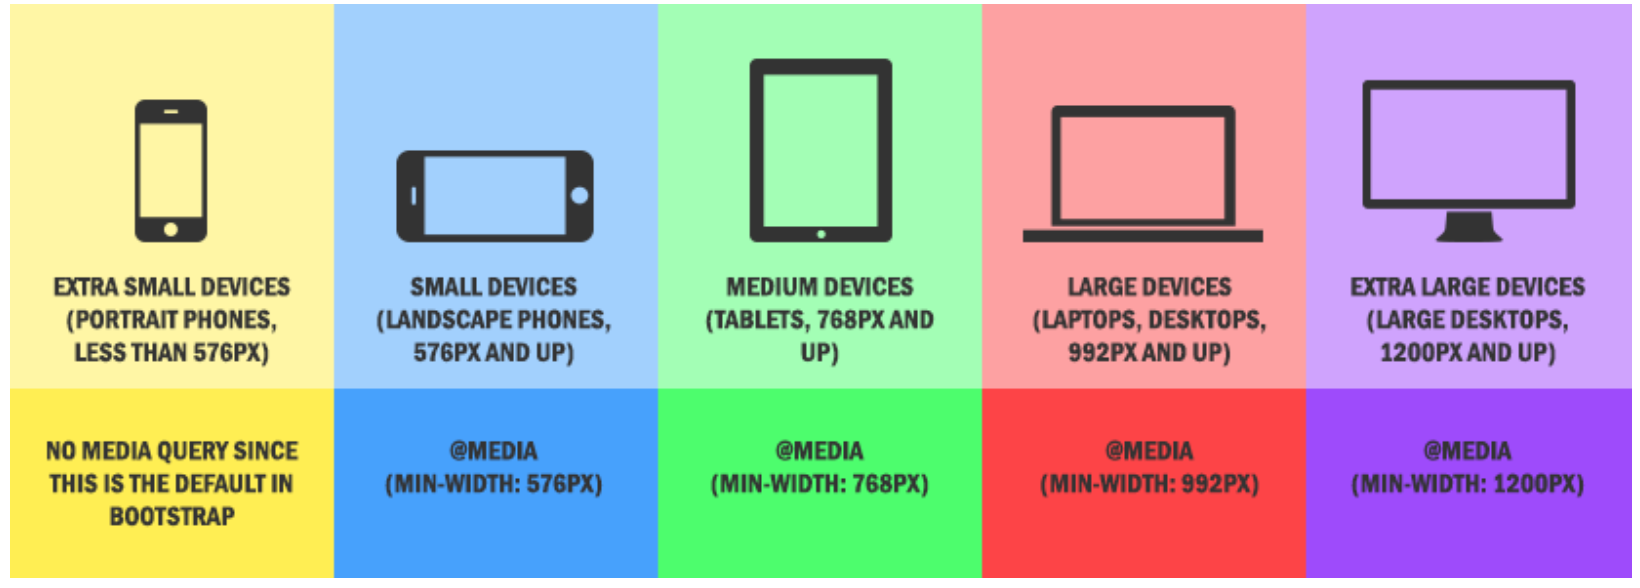 EXTRA SMALL DEVICES
(PORTRAIT PHONES,
LESS THAN 576PX)
SMALL DEVICES
(LANDSCAPE PHONES,
576PX AND UP)
MEDIUM DEVICES
(TABLETS, 768PX AND
UP)
LARGE DEVICES
(LAPTOPS, DESKTOPS,
992PX AND UP)
EXTRA LARGE DEVICES
(LARGE DESKTOPS,
1200PX AND UP)
NO MEDIA QUERY SINCE
THIS IS THE DEFAULT IN
BOOTSTRAP
@MEDIA
(MIN-WIDTH: 576PX)
@MEDIA
(MIN-WIDTH: 768PX)
@MEDIA
(MIN-WIDTH: 992PX)
@MEDIA
(MIN-WIDTH: 1200PX)